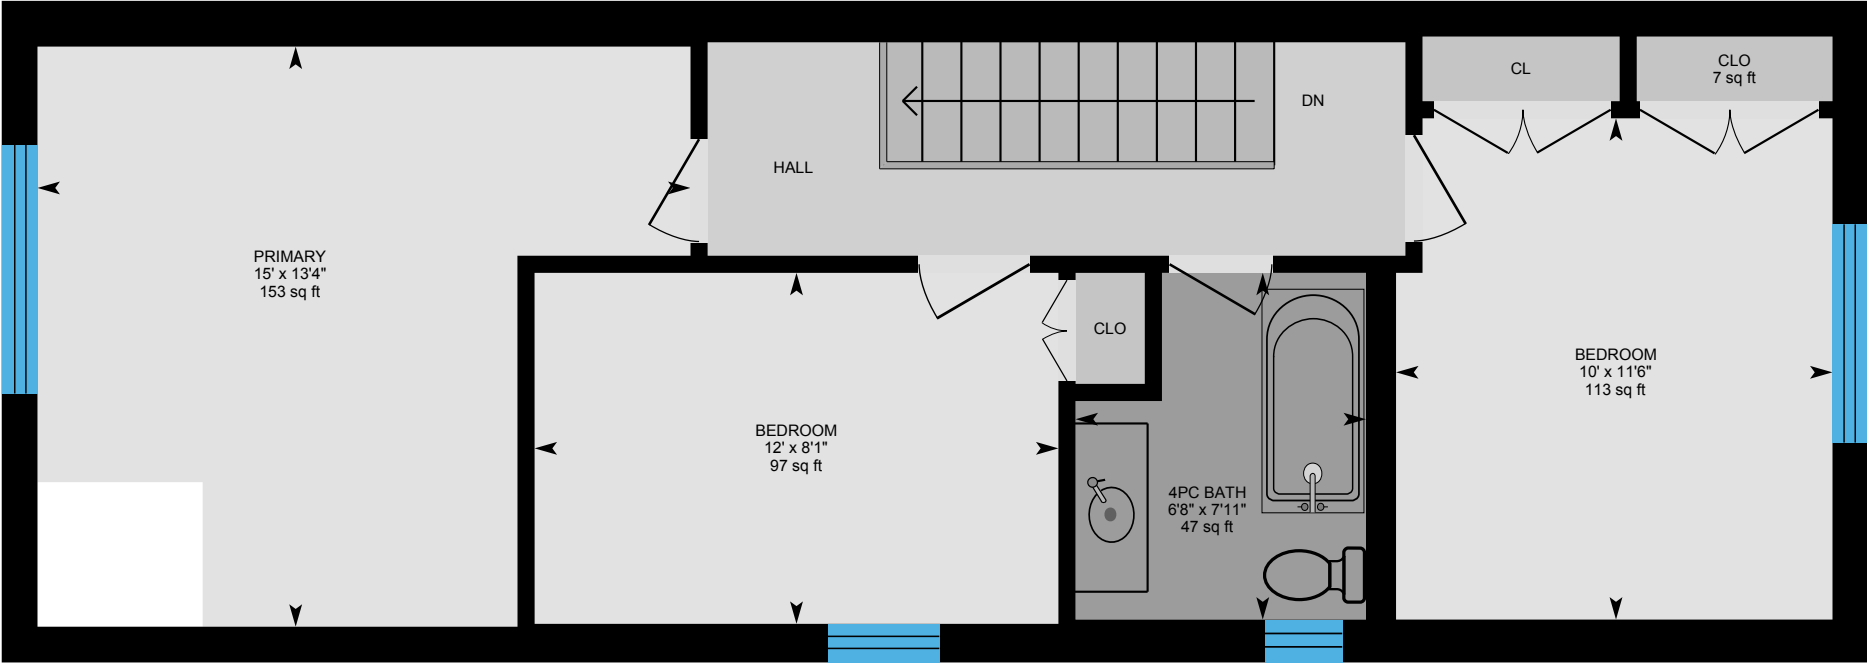 PRIMARY
15' x 13'4"
153 sq ft
HALL
DN
CL
CLO
7 sq ft
BEDROOM
12' x 8'1"
97 sq ft
CLO
4PC BATH
6'8" x 7'11"
47 sq ft
BEDROOM
10' x 11'6"
113 sq ft